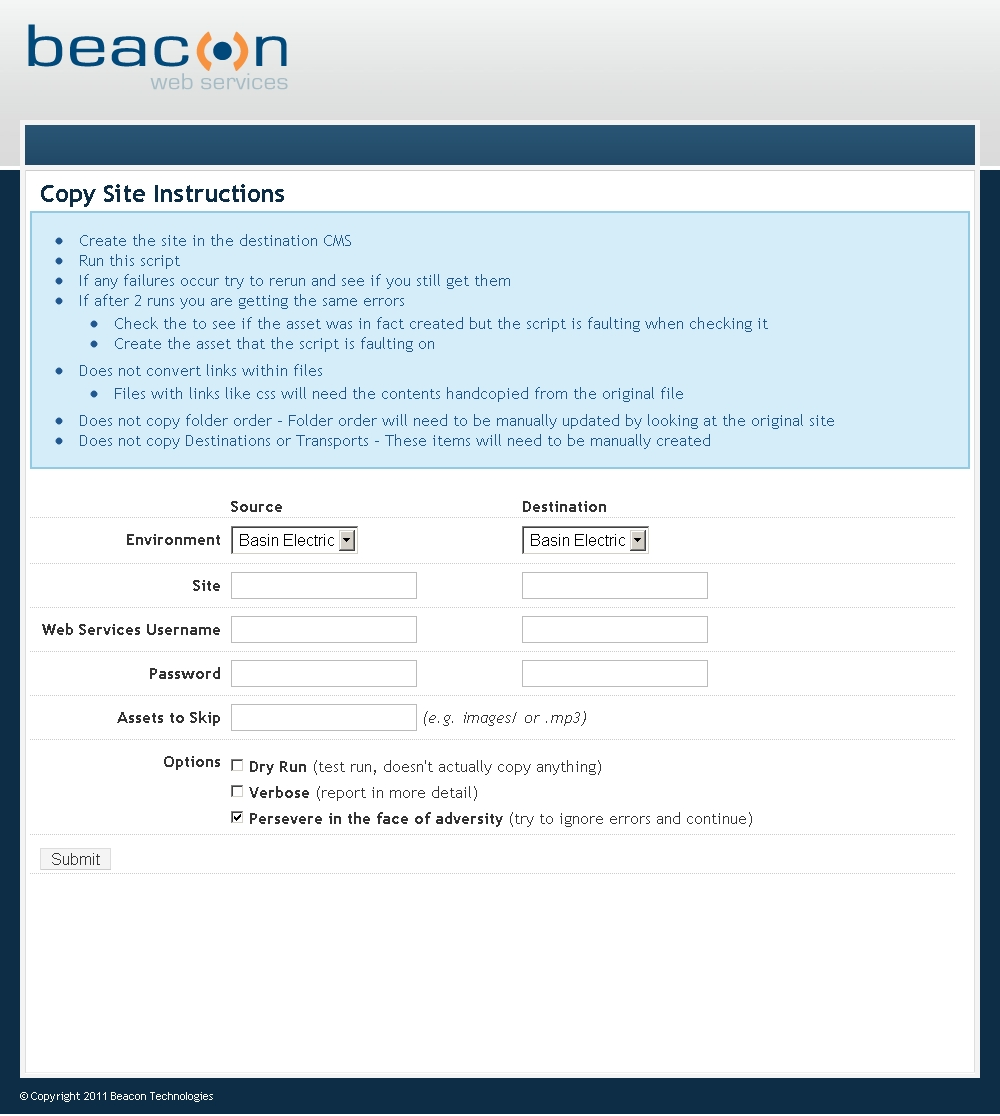 beacon
web services
Copy Site Instructions
Create the site in the destination CMS
Run this script
If any failures occur try to rerun and see if you still get them
If after 2 runs you are getting the same errors
Check the to see if the asset was in fact created but the script is faulting when checking it
Create the asset that the script is faulting on
Does not convert links within files
Files with links like css will need the contents handcopied from the original file
Does not copy folder order - Folder order will need to be manually updated by looking at the original site
Does not copy Destinations or Transports - These items will need to be manually created
Source Destination
Environment Basin Electric Basin Electric
Site
Web Services Username
Password
Assets to Skip (e.g. images/ or .mp3)
Options Dry Run (test run, doesn't actually copy anything)
Verbose (report in more detail)
Persevere in the face of adversity (try to ignore errors and continue)
Submit
© Copyright 2011 Beacon Technologies